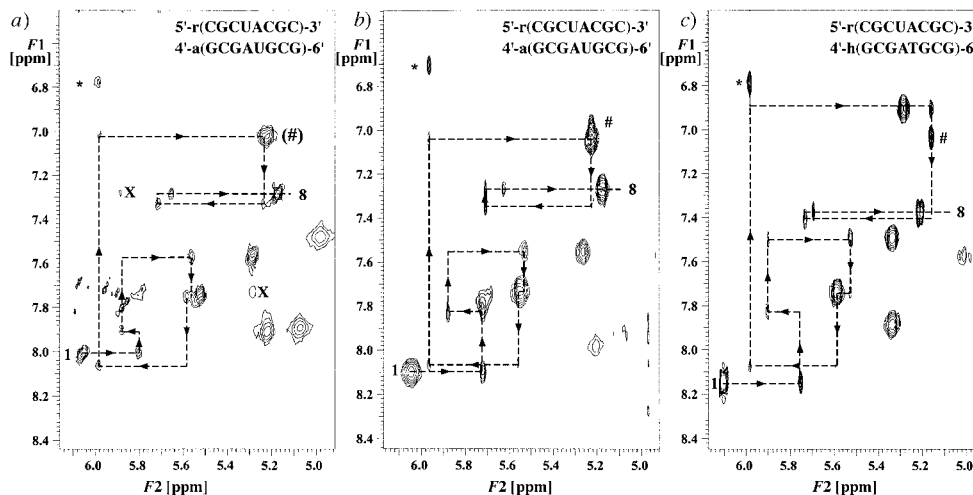 a)
5'-r(CGCUACGC)-3'
4'-a(GCGAUGCG)-6'
F1
[ppm]
*
6.8
7.0
(#)
7.2
X
8
7.4
7.6
X
7.8
8.0
1
8.2
8.4
6.0 5.8 5.6 5.4 5.2 5.0
F2 [ppm]
b)
5'-r(CGCUACGC)-3'
4'-a(GCGAUGCG)-6'
F1
[ppm]
*
6.8
#
7.0
7.2
8
7.4
7.6
7.8
8.0
1
8.2
8.4
6.0 5.8 5.6 5.4 5.2 5.0
F2 [ppm]
c)
5'-r(CGCUACGC)-3
4'-h(GCGATGCG)-6
F1
[ppm]
*
6.8
7.0
#
7.2
8
7.4
7.6
7.8
8.0
1
8.2
8.4
6.0 5.8 5.6 5.4 5.2 5.0
F2 [ppm]